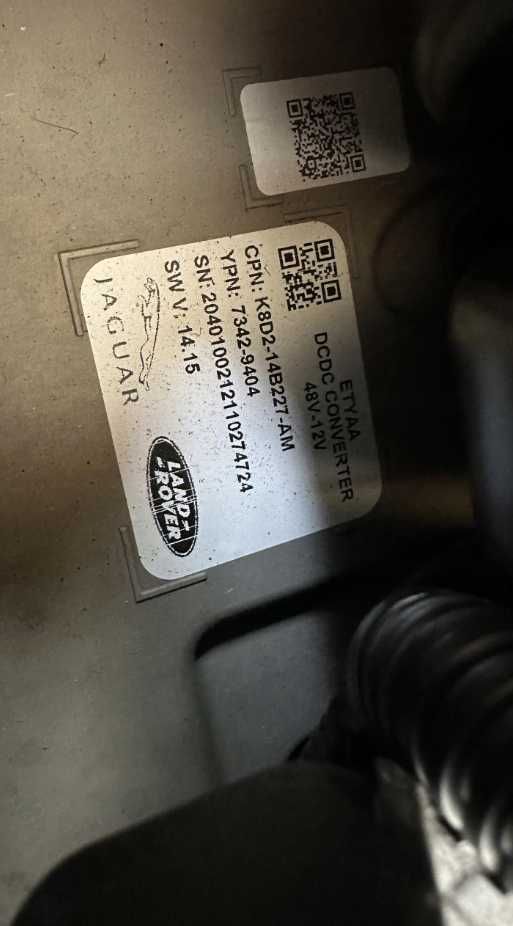 ETYAA
DCDC CONVERTER
48V-12V
CPN: K8D2-14B227-AM
YPN: 7342-9404
SN: 2040100212110274724
SW V: 14.15
JAGUAR
LAND-
-ROVER